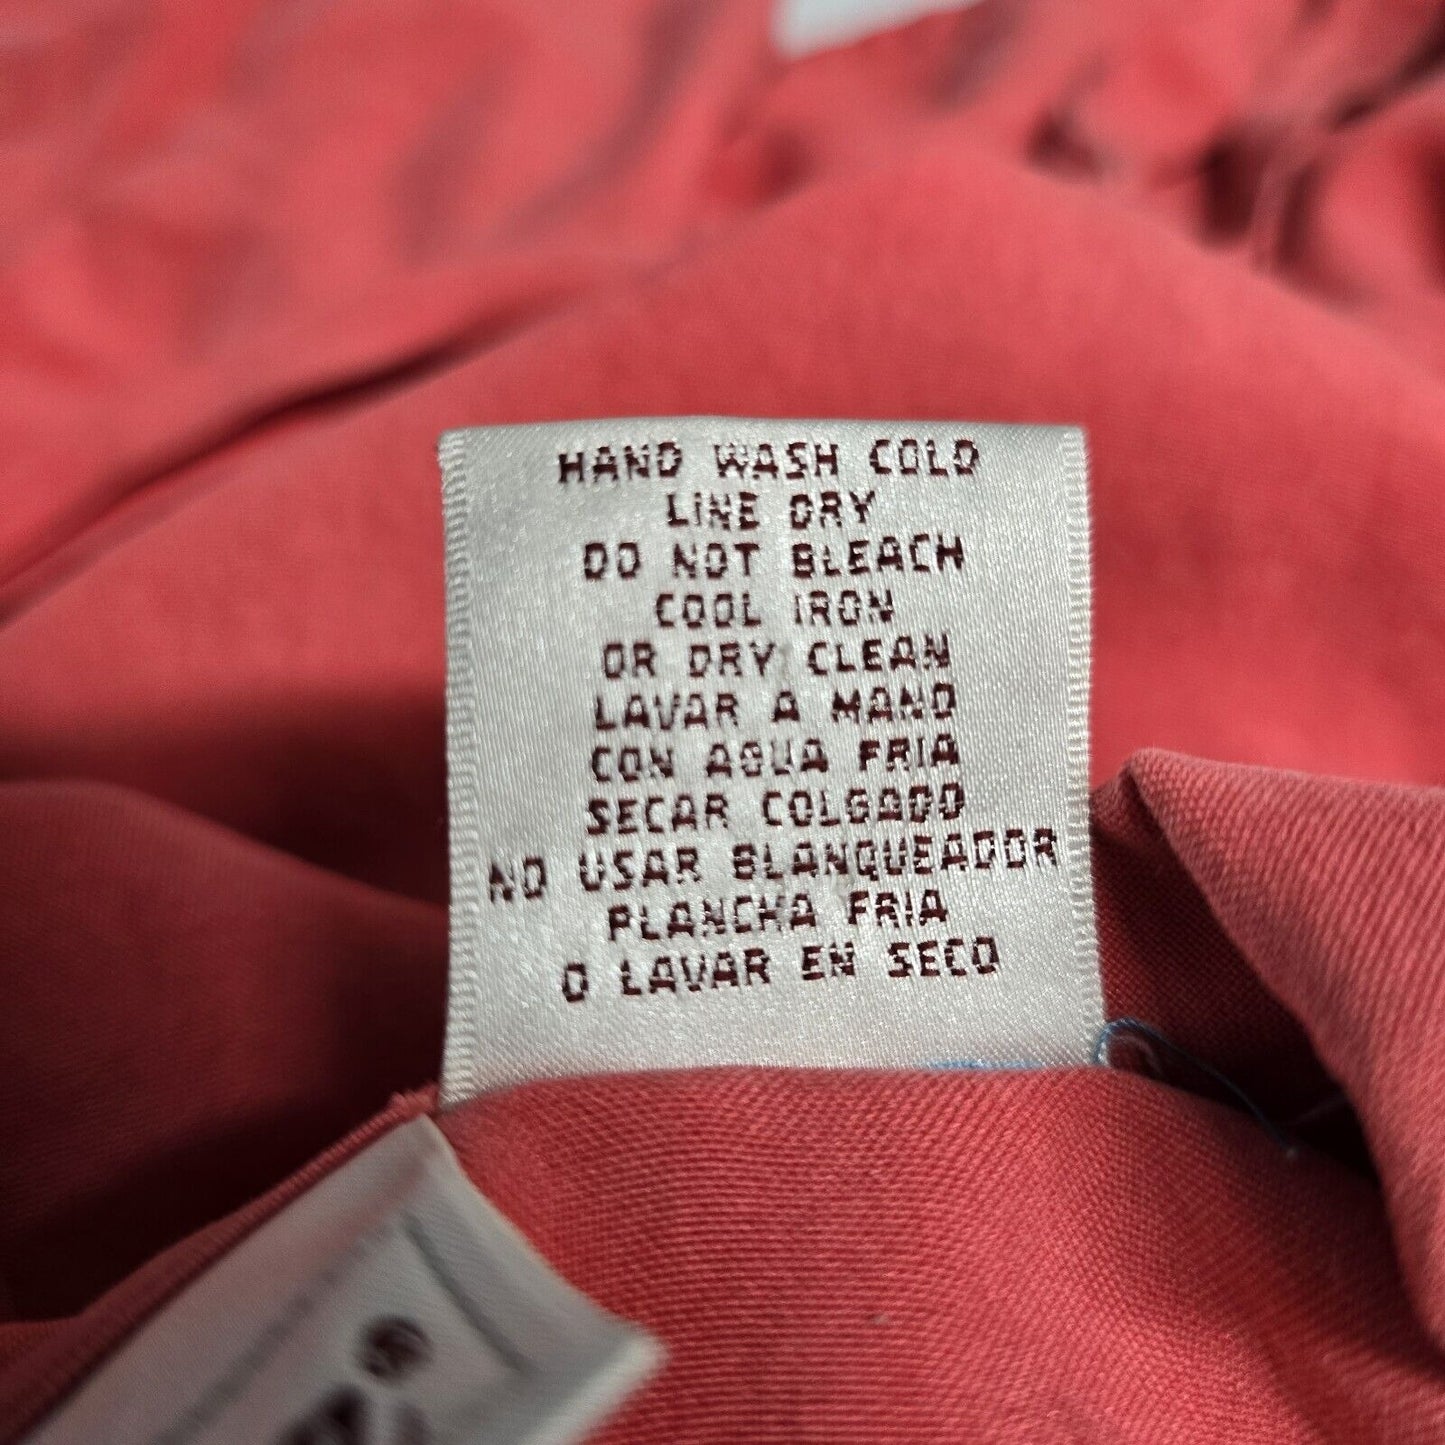 HAND WASH COLD
LINE DRY
DO NOT BLEACH
COOL IRON
OR DRY CLEAN
LAVAR A MANO
CON AGUA FRIA
SECAR COLGADO
NO USAR BLANQUEADOR
PLANCHA FRIA
O LAVAR EN SECO